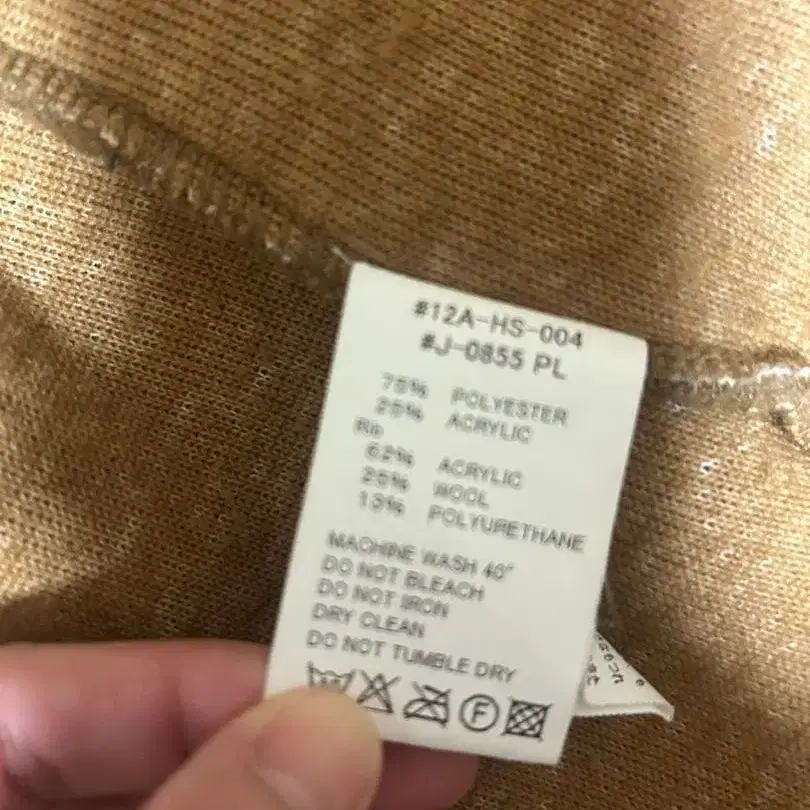 #12A-HS-004
#J-0855 PL
75% POLYESTER
25% ACRYLIC
Rib
62% ACRYLIC
25% WOOL
13% POLYURETHANE
MACHINE WASH 40°
DO NOT BLEACH
DO NOT IRON
DRY CLEAN
DO NOT TUMBLE DRY
F